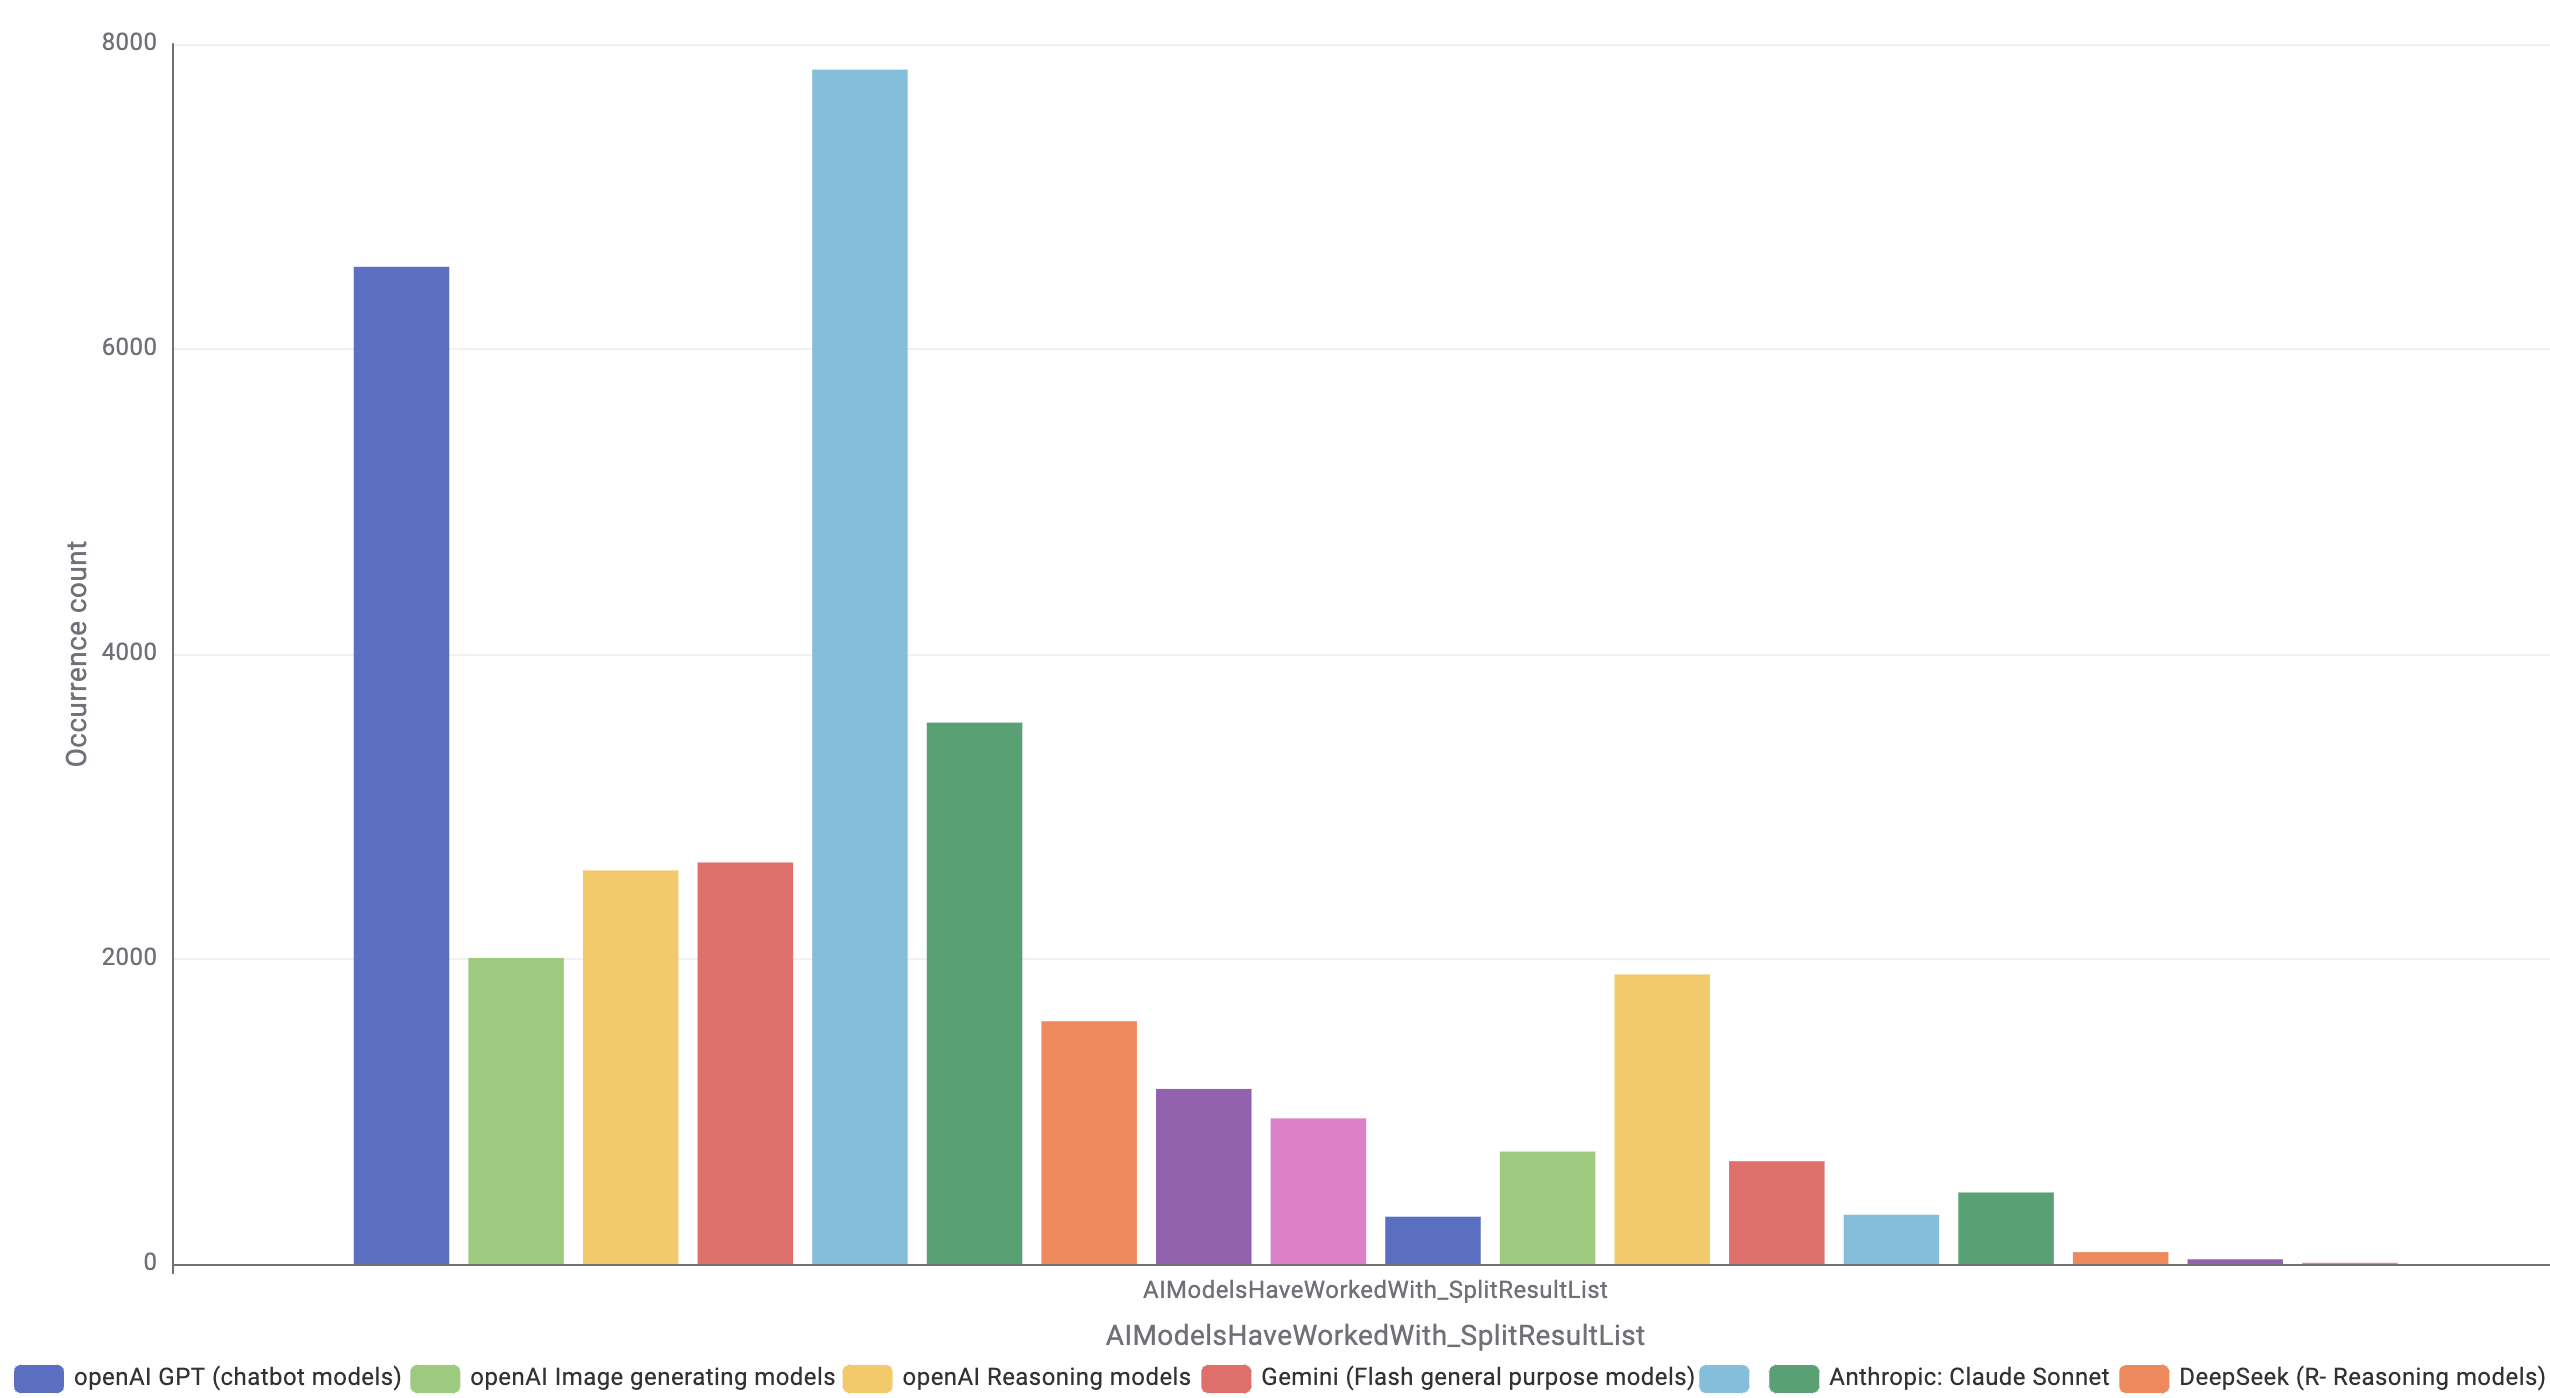 8000
6000
4000
2000
0
Occurrence count
AIModelsHaveWorkedWith_SplitResultList
AIModelsHaveWorkedWith_SplitResultList
openAI GPT (chatbot models) openAI Image generating models openAI Reasoning models Gemini (Flash general purpose models) Anthropic: Claude Sonnet DeepSeek (R- Reasoning models)